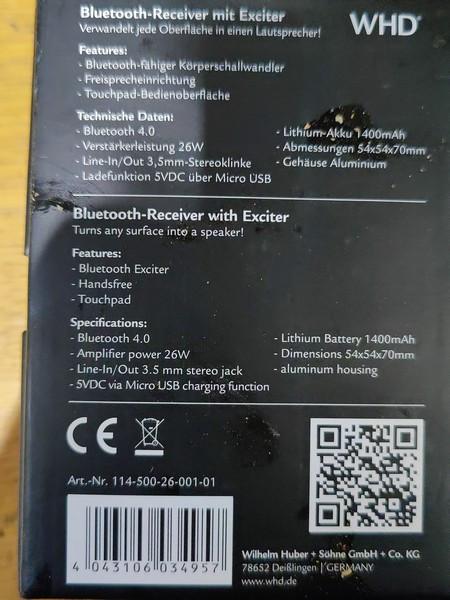 Bluetooth-Receiver mit Exciter
Verwandelt jede Oberfläche in einen Lautsprecher!
WHD®
Features:
- Bluetooth-fähiger Körperschallwandler
- Freisprecheinrichtung
- Touchpad-Bedienoberfläche
Technische Daten:
- Bluetooth 4.0
- Verstärkerleistung 26W
- Line-In/Out 3,5mm-Stereoklinke
- Ladefunktion 5VDC über Micro USB
- Lithium-Akku 1400mAh
- Abmessungen 54x54x70mm
- Gehäuse Aluminium
Bluetooth-Receiver with Exciter
Turns any surface into a speaker!
Features:
- Bluetooth Exciter
- Handsfree
- Touchpad
Specifications:
- Bluetooth 4.0
- Amplifier power 26W
- Line-In/Out 3.5 mm stereo jack
- 5VDC via Micro USB charging function
- Lithium Battery 1400mAh
- Dimensions 54x54x70mm
- aluminum housing
CE
Art.-Nr. 114-500-26-001-01
4 043106 034957
Wilhelm Huber + Söhne GmbH + Co. KG
78652 Deißlingen | GERMANY
www.whd.de